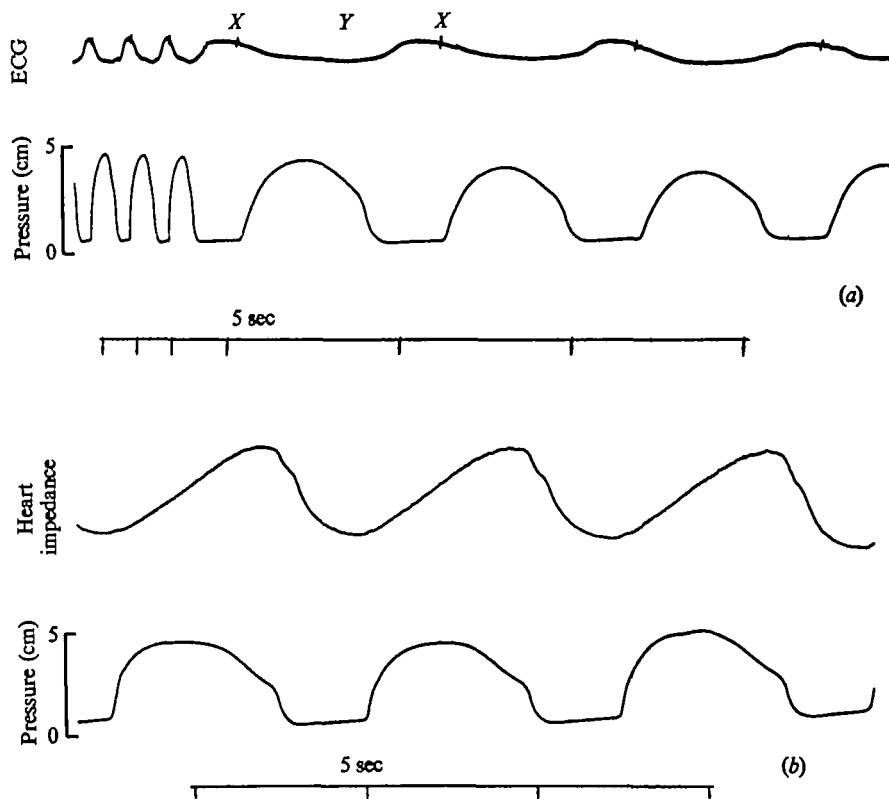 X Y X
ECG
Pressure (cm)
5
0
(a)
5 sec
Heart
impedance
Pressure (cm)
5
0
5 sec
(b)